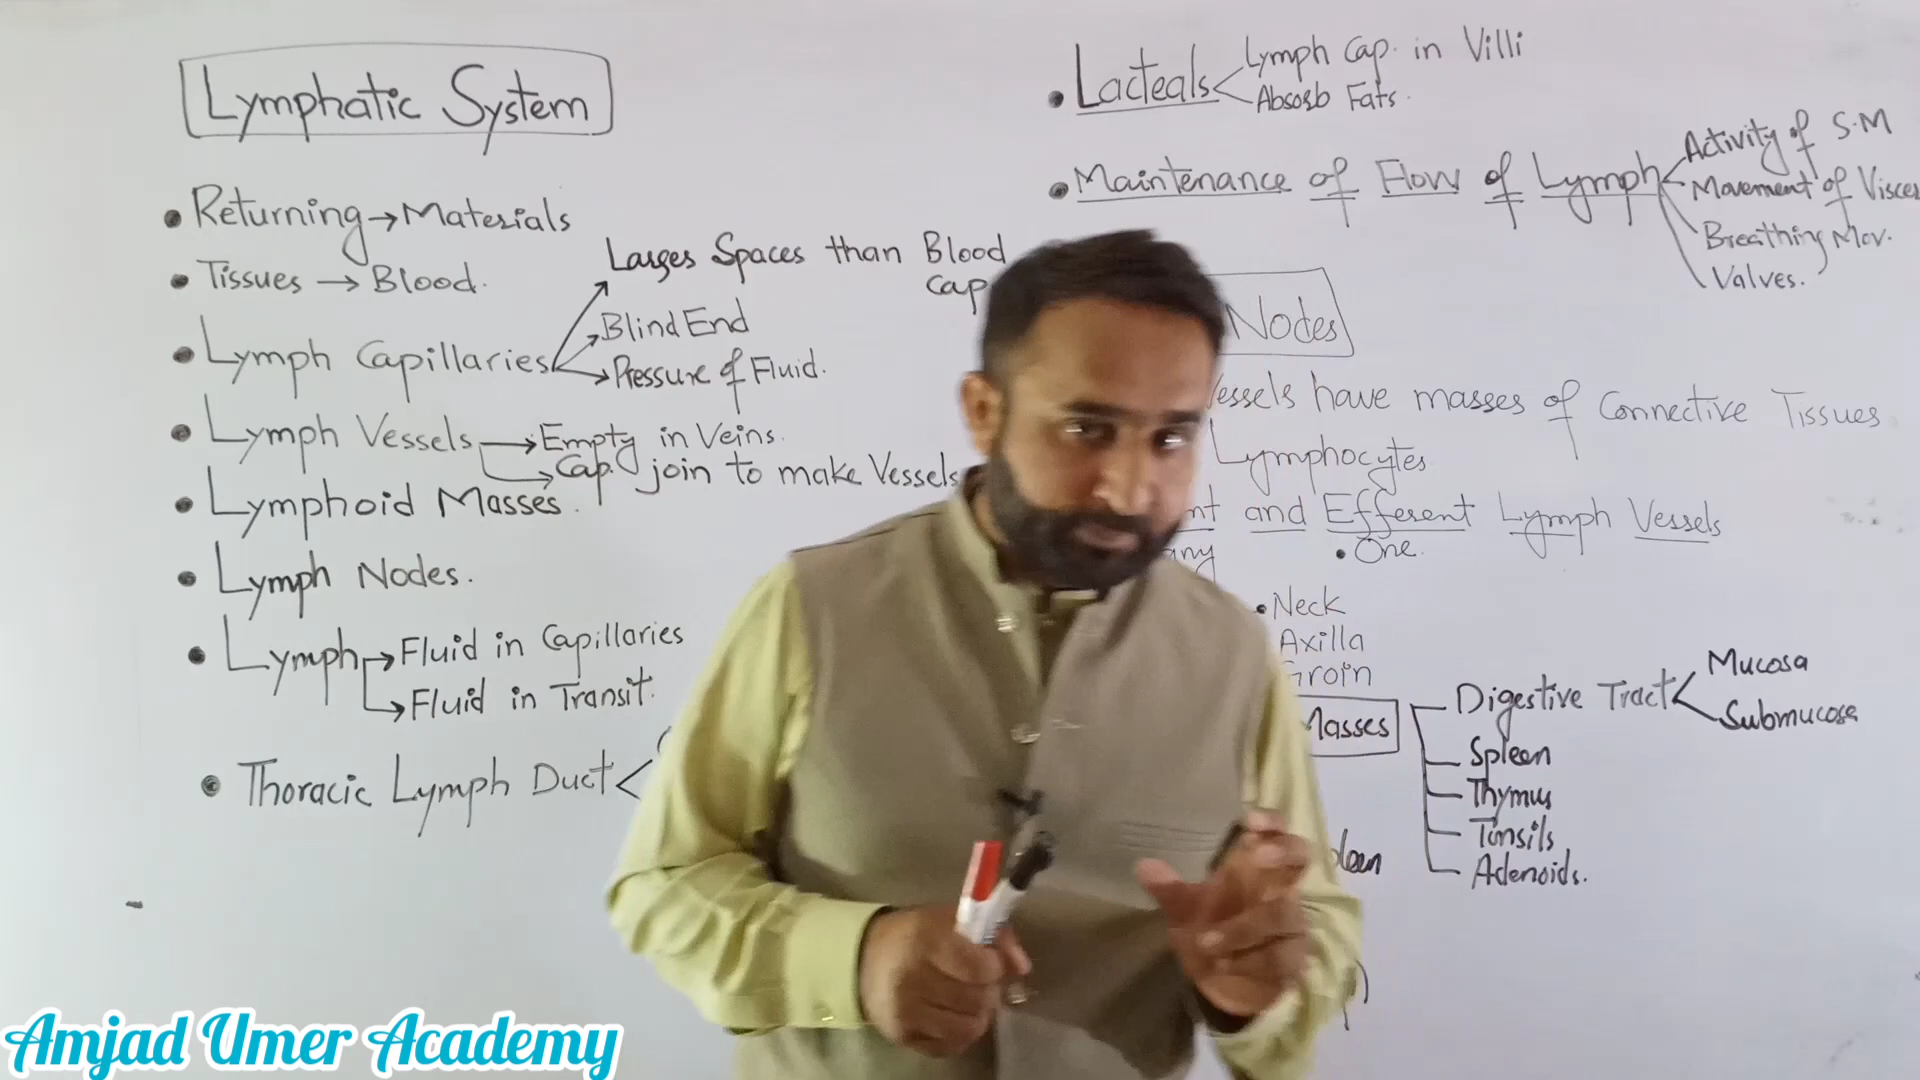 Lymphatic System
• Returning → Materials
• Tissues → Blood.
• Lymph Capillaries
Larges Spaces than Blood
Cap
Blind End
Pressure of Fluid.
• Lymph Vessels → Empty in Veins.
→ Cap. join to make Vessels
• Lymphoid Masses.
• Lymph Nodes.
• Lymph → Fluid in Capillaries
→ Fluid in Transit.
• Thoracic Lymph Duct
• Lacteals
Lymph Cap. in Villi
Absorb Fats.
• Maintenance of Flow of Lymph
Activity of S.M
Movement of Visce
Breathing Mov.
Valves.
Nodes
essels have masses of Connective Tissues
Lymphocytes
nt and Efferent Lymph Vessels
any
• One.
• Neck
Axilla
Groin
Masses
Digestive Tract
Mucosa
Submucosa
Spleen
Thymus
Tonsils
Adenoids.
leen
Amjad Umer Academy